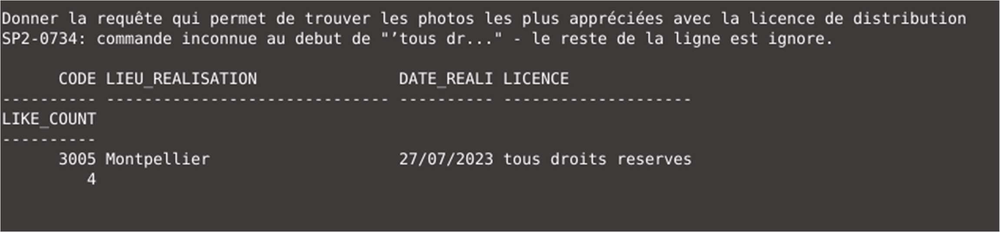 Donner la requête qui permet de trouver les photos les plus appréciées avec la licence de distribution
SP2-0734: commande inconnue au debut de "’tous dr..." - le reste de la ligne est ignore.
CODE LIEU_REALISATION DATE_REALI LICENCE
---------- ------------------------------ ---------- --------------------
LIKE_COUNT
----------
3005 Montpellier 27/07/2023 tous droits reserves
4